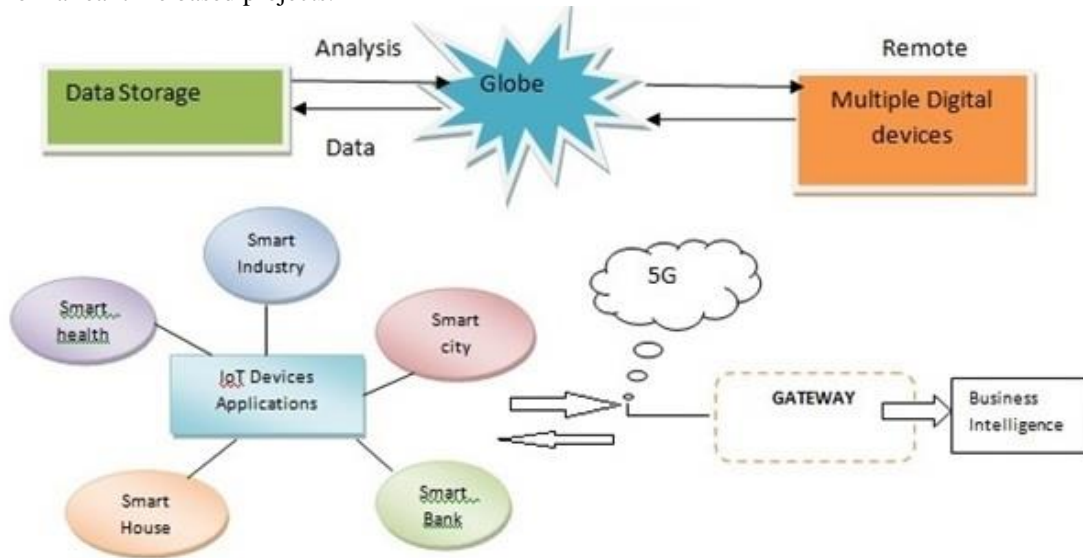 Analysis
Remote
Data Storage
Globe
Multiple Digital
devices
Data
Smart
Industry
5G
Smart
health
Smart
city
IoT Devices
Applications
GATEWAY
Business
Intelligence
Smart
House
Smart
Bank